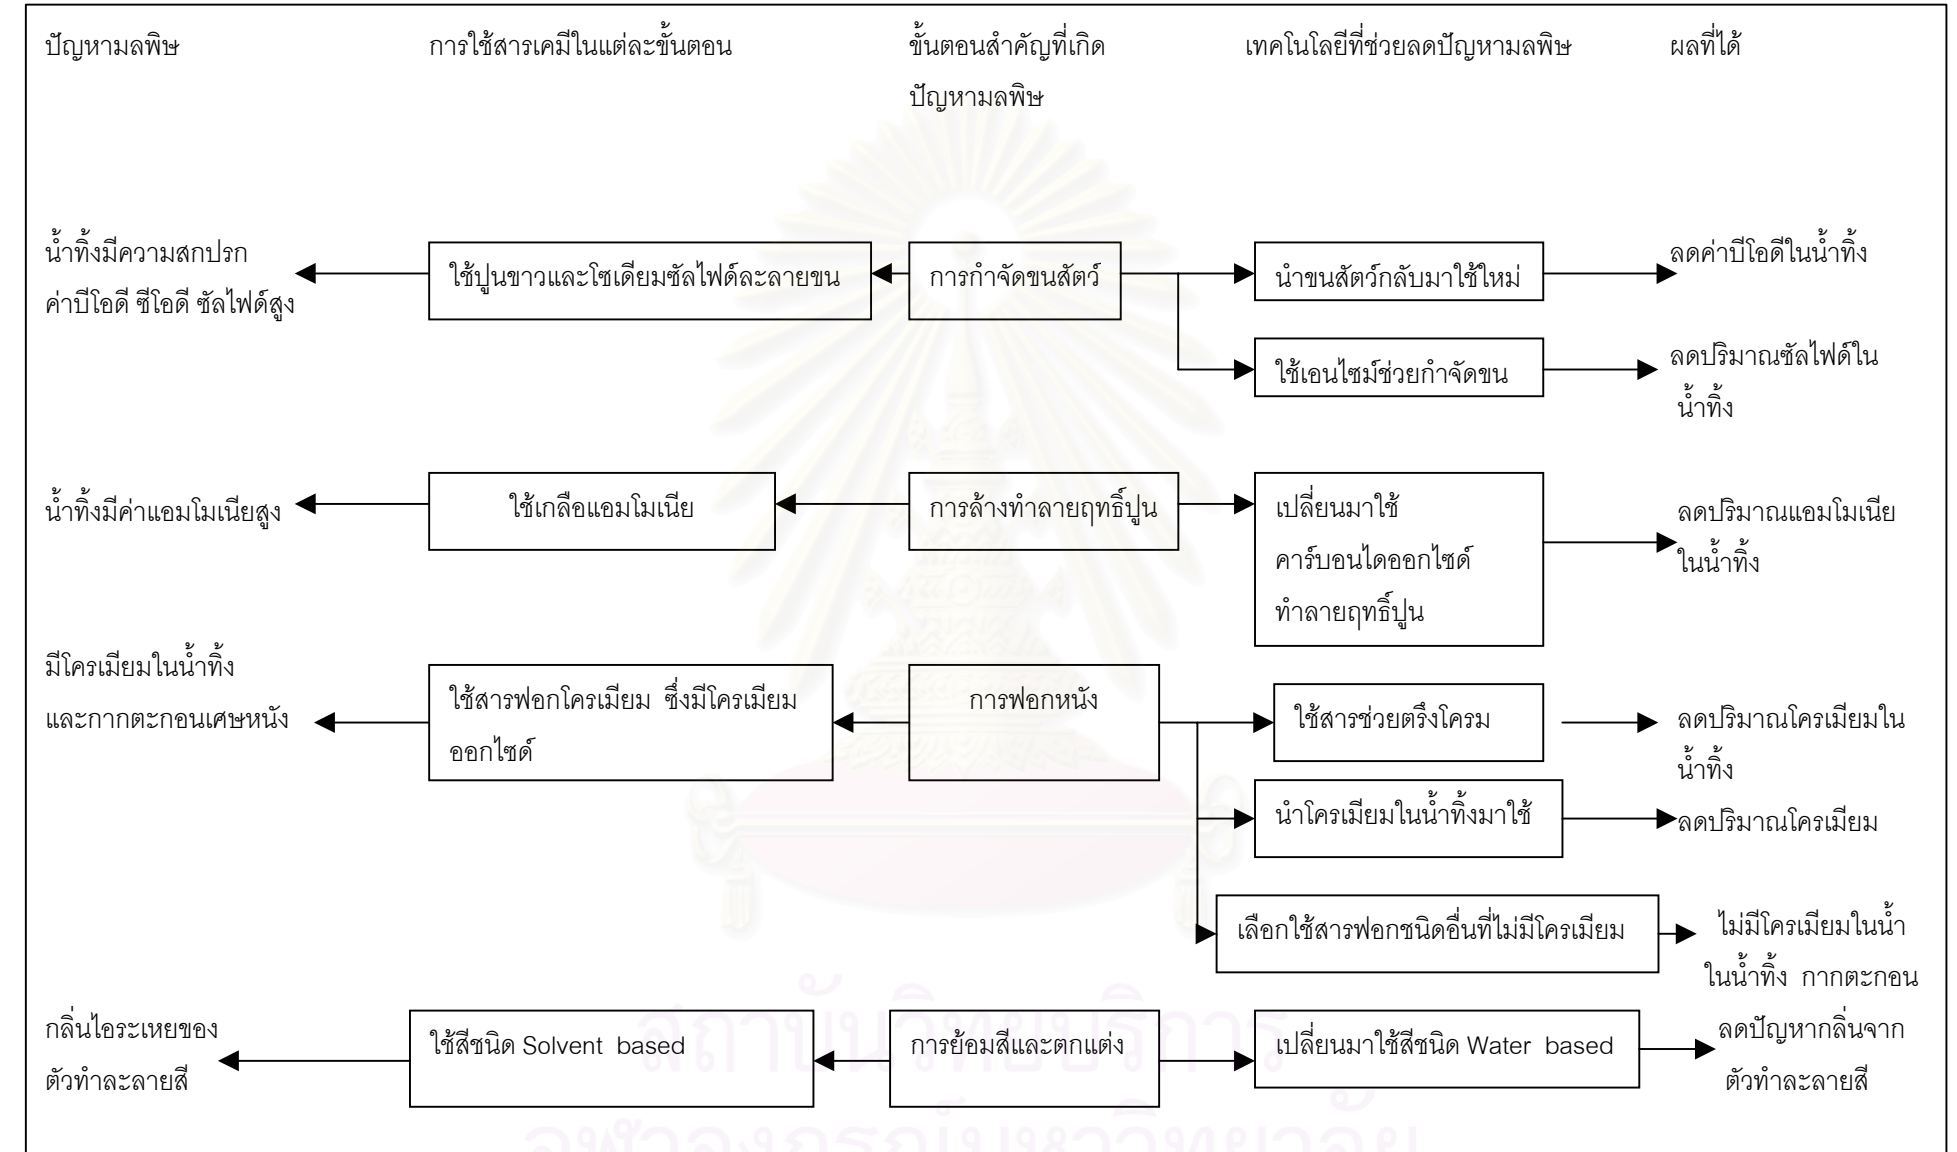 ปัญหามลพิษ
การใช้สารเคมีในแต่ละขั้นตอน
ขั้นตอนสำคัญที่เกิด
ปัญหามลพิษ
เทคโนโลยีที่ช่วยลดปัญหามลพิษ
ผลที่ได้
น้ำทิ้งมีความสกปรก
ค่าบีโอดี ซีโอดี ซัลไฟด์สูง
ใช้ปูนขาวและโซเดียมซัลไฟด์ละลายขน
การกำจัดขนสัตว์
นำขนสัตว์กลับมาใช้ใหม่
ลดค่าบีโอดีในน้ำทิ้ง
ใช้เอนไซม์ช่วยกำจัดขน
ลดปริมาณซัลไฟด์ใน
น้ำทิ้ง
น้ำทิ้งมีค่าแอมโมเนียสูง
ใช้เกลือแอมโมเนีย
การล้างทำลายฤทธิ์ปูน
เปลี่ยนมาใช้
คาร์บอนไดออกไซด์
ทำลายฤทธิ์ปูน
ลดปริมาณแอมโมเนีย
ในน้ำทิ้ง
มีโครเมียมในน้ำทิ้ง
และกากตะกอนเศษหนัง
ใช้สารฟอกโครเมียม ซึ่งมีโครเมียม
ออกไซด์
การฟอกหนัง
ใช้สารช่วยตรึงโครม
ลดปริมาณโครเมียมใน
น้ำทิ้ง
นำโครเมียมในน้ำทิ้งมาใช้
ลดปริมาณโครเมียม
เลือกใช้สารฟอกชนิดอื่นที่ไม่มีโครเมียม
ไม่มีโครเมียมในน้ำ
ในน้ำทิ้ง กากตะกอน
กลิ่นไอระเหยของ
ตัวทำละลายสี
ใช้สีชนิด Solvent based
การย้อมสีและตกแต่ง
เปลี่ยนมาใช้สีชนิด Water based
ลดปัญหากลิ่นจาก
ตัวทำละลายสี
สถาบันวิทยบริการ
จุฬาลงกรณ์มหาวิทยาลัย